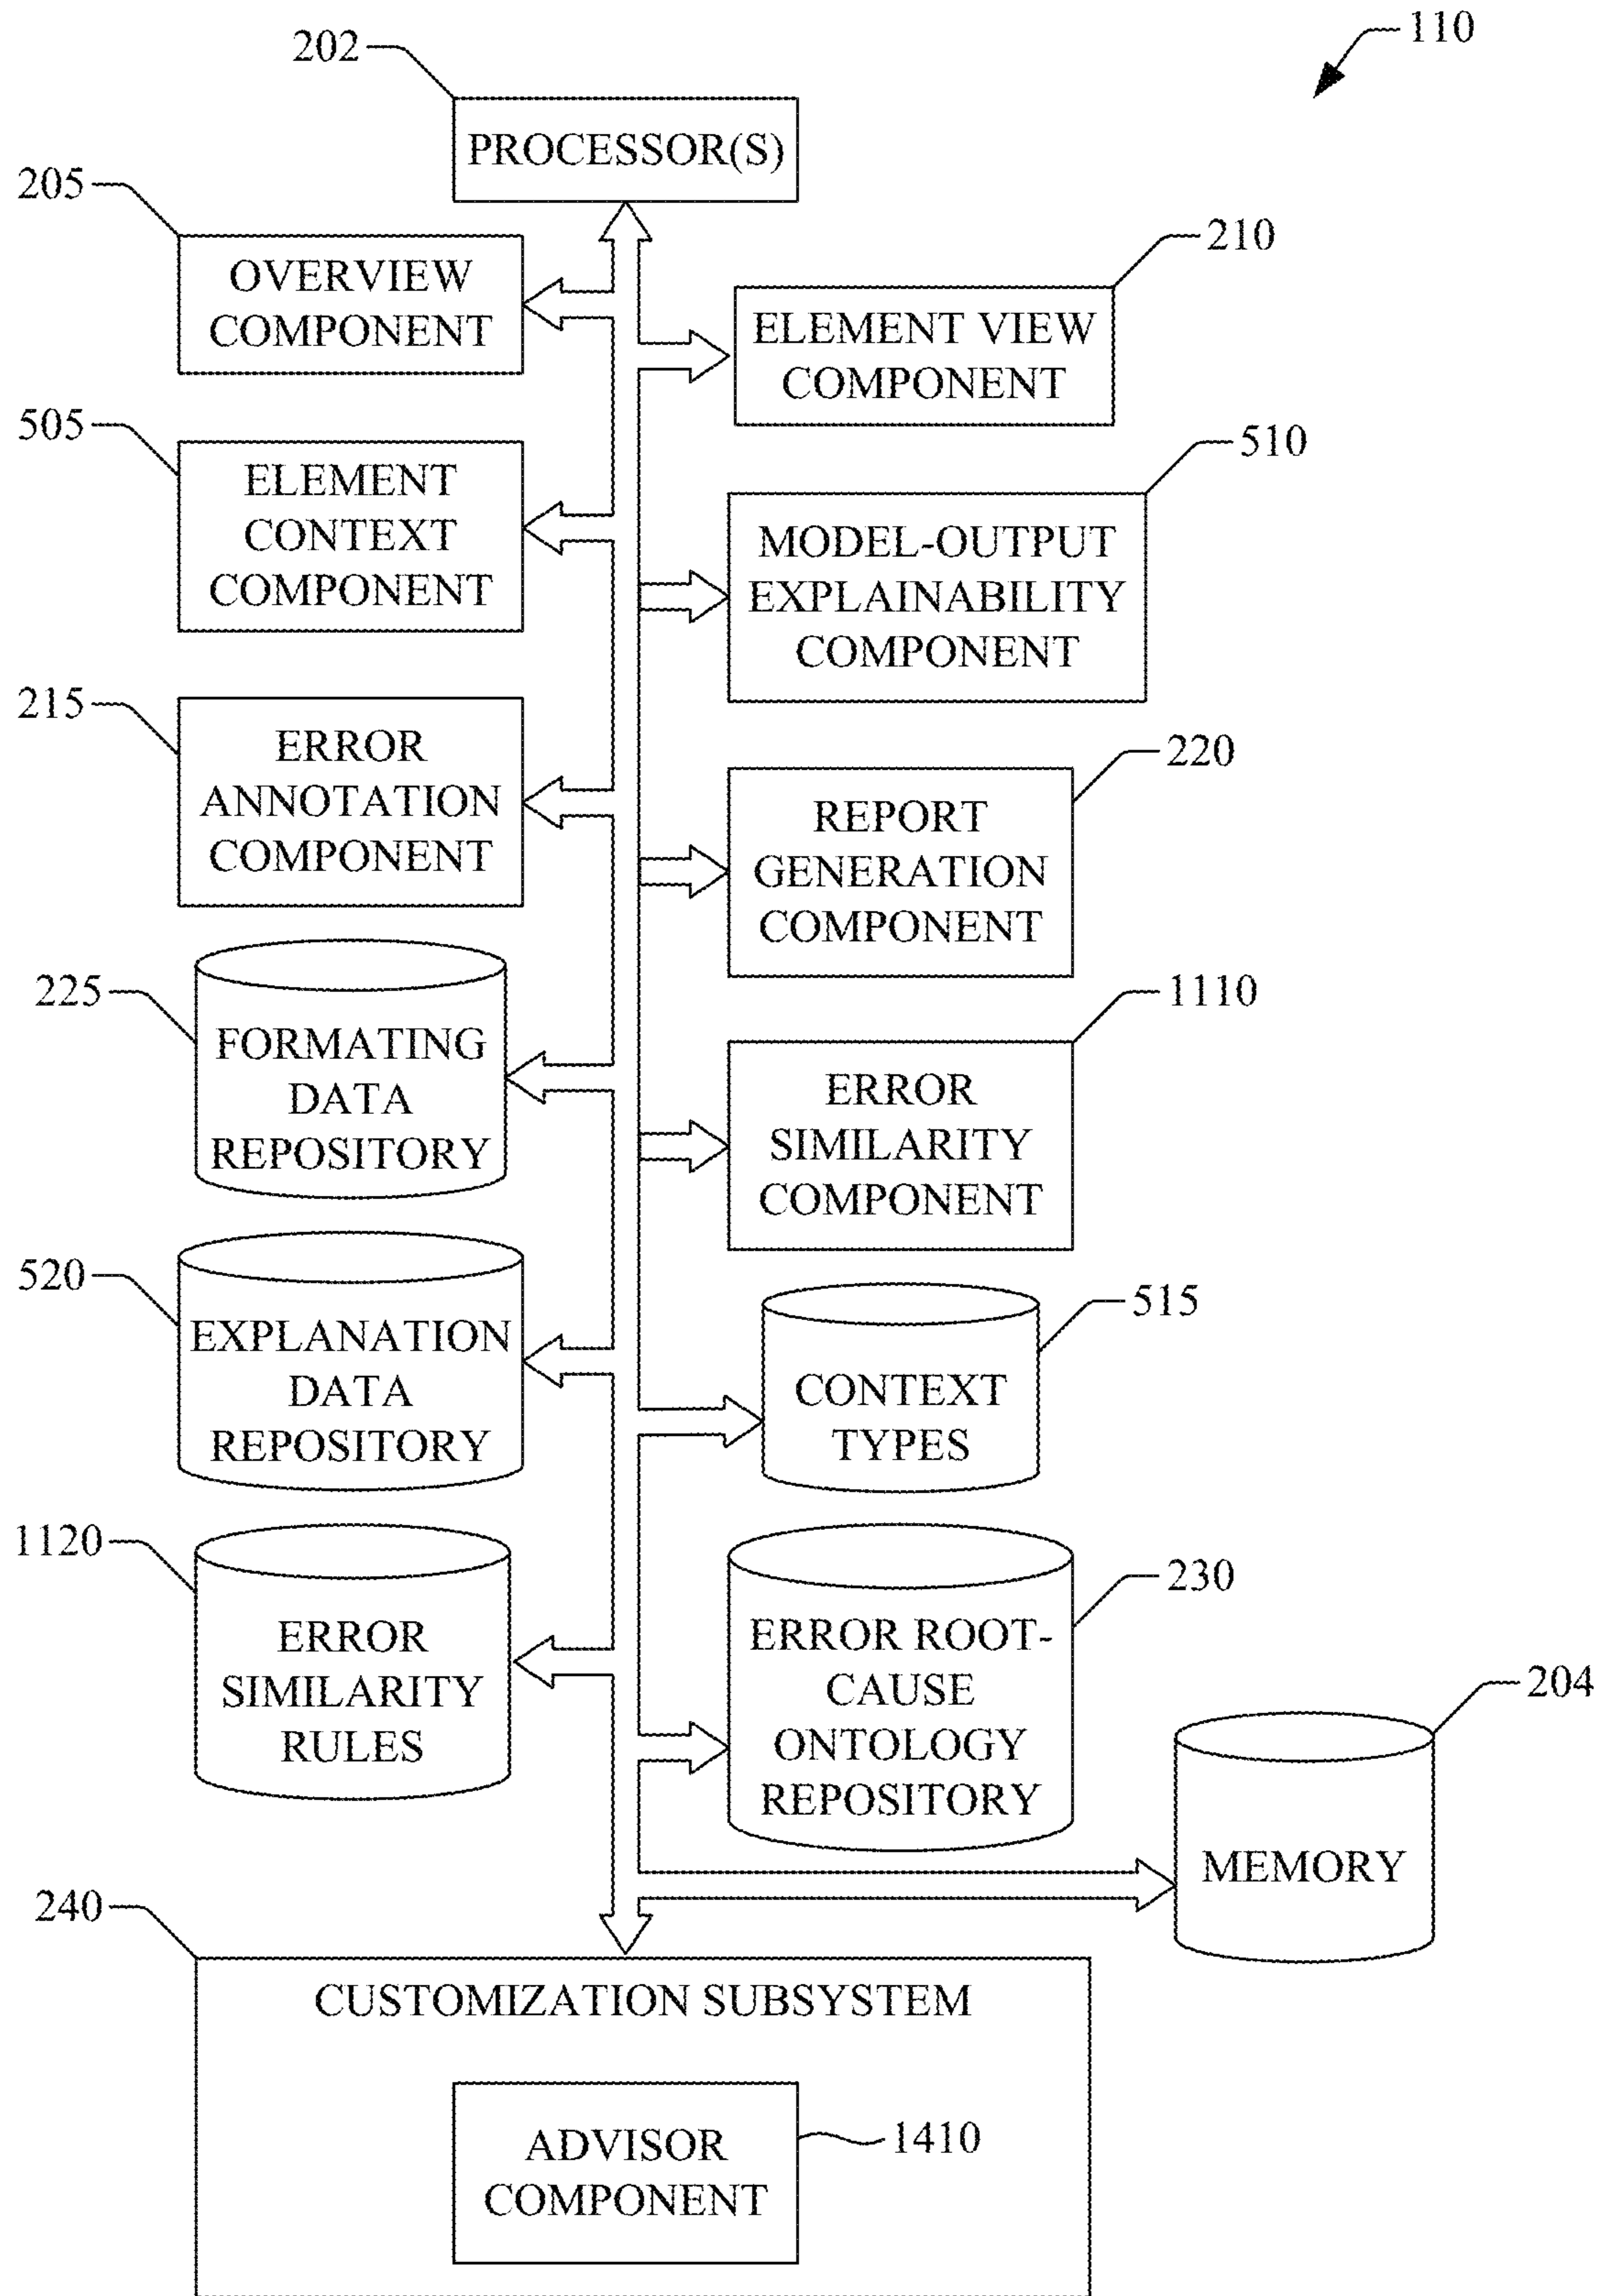 110
202
PROCESSOR(S)
205
OVERVIEW
COMPONENT
210
ELEMENT VIEW
COMPONENT
505
ELEMENT
CONTEXT
COMPONENT
510
MODEL-OUTPUT
EXPLAINABILITY
COMPONENT
215
ERROR
ANNOTATION
COMPONENT
220
REPORT
GENERATION
COMPONENT
225
FORMATING
DATA
REPOSITORY
1110
ERROR
SIMILARITY
COMPONENT
520
EXPLANATION
DATA
REPOSITORY
515
CONTEXT
TYPES
1120
ERROR
SIMILARITY
RULES
230
ERROR ROOT-
CAUSE
ONTOLOGY
REPOSITORY
204
MEMORY
240
CUSTOMIZATION SUBSYSTEM
ADVISOR
COMPONENT
1410